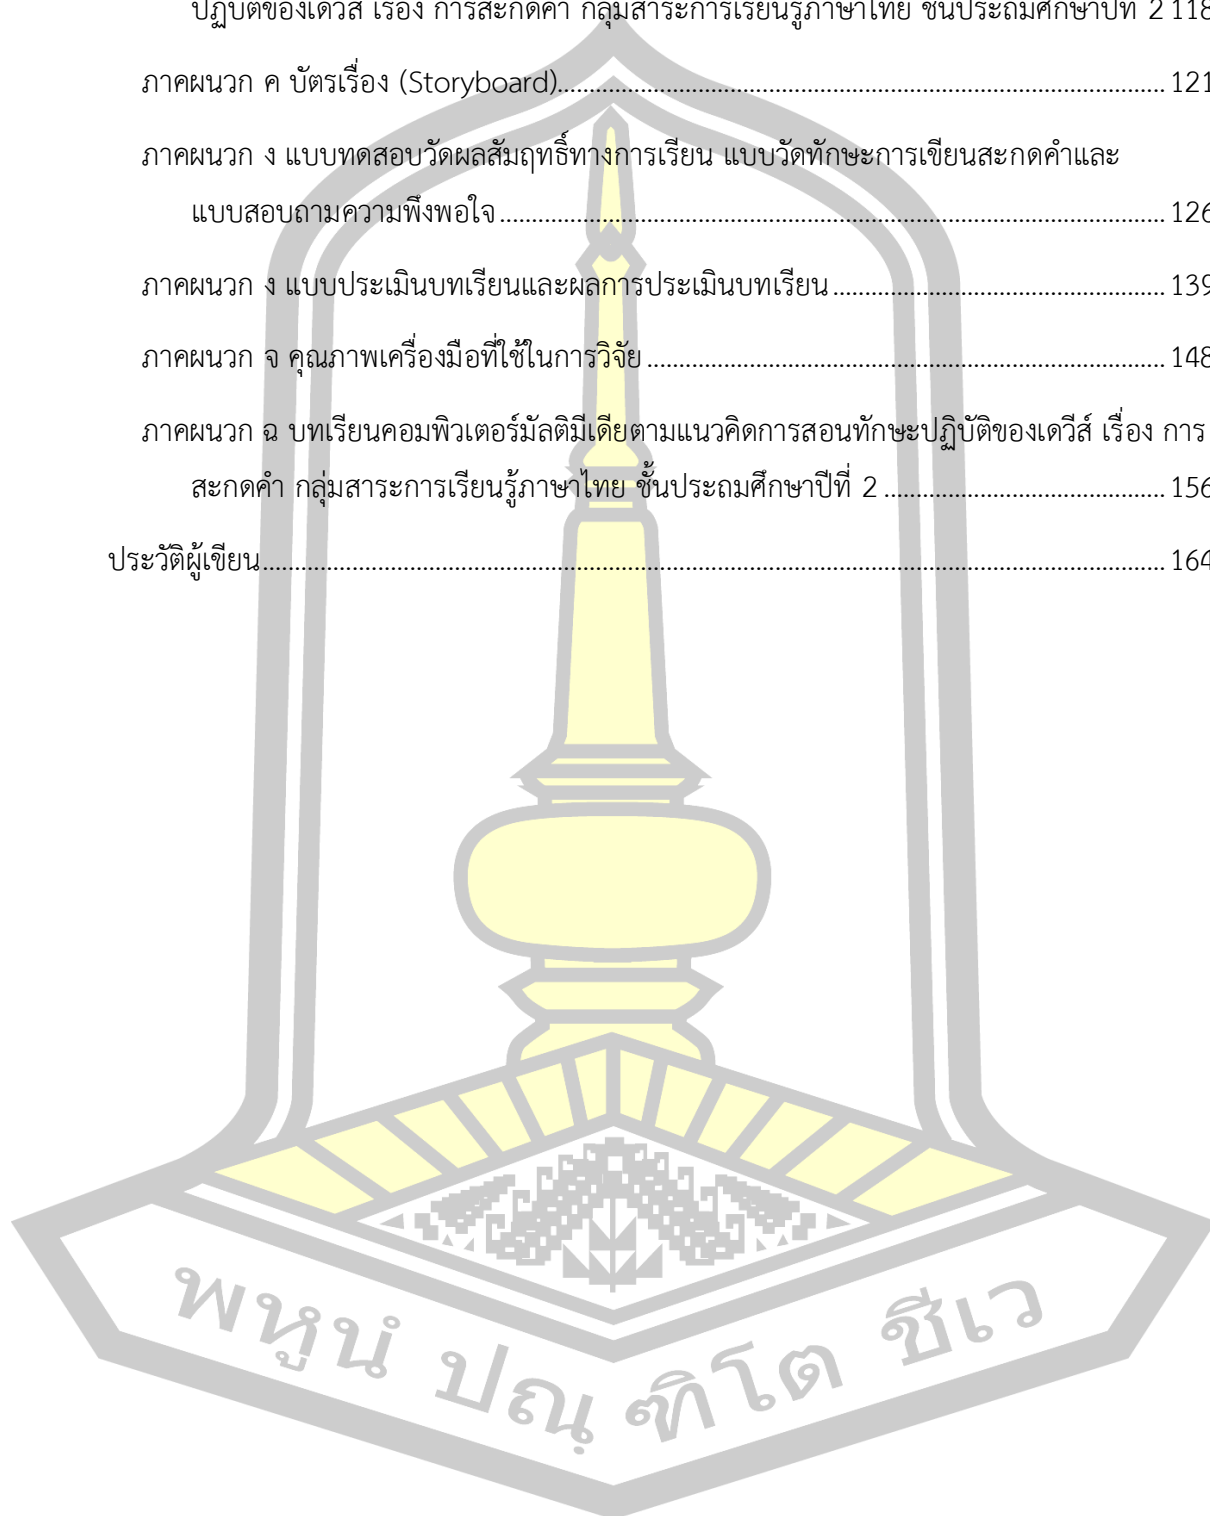 ปฏิบัติของเดวีส์ เรื่อง การสะกดคำ กลุ่มสาระการเรียนรู้ภาษาไทย ชั้นประถมศึกษาปีที่ 2 118
ภาคผนวก ค บัตรเรื่อง (Storyboard) 121
ภาคผนวก ง แบบทดสอบวัดผลสัมฤทธิ์ทางการเรียน แบบวัดทักษะการเขียนสะกดคำและ
แบบสอบถามความพึงพอใจ 126
ภาคผนวก ง แบบประเมินบทเรียนและผลการประเมินบทเรียน 139
ภาคผนวก จ คุณภาพเครื่องมือที่ใช้ในการวิจัย 148
ภาคผนวก ฉ บทเรียนคอมพิวเตอร์มัลติมีเดียตามแนวคิดการสอนทักษะปฏิบัติของเดวีส์ เรื่อง การ
สะกดคำ กลุ่มสาระการเรียนรู้ภาษาไทย ชั้นประถมศึกษาปีที่ 2 156
ประวัติผู้เขียน 164
พหูนํ ปณฺ ฑิโต ชีเว